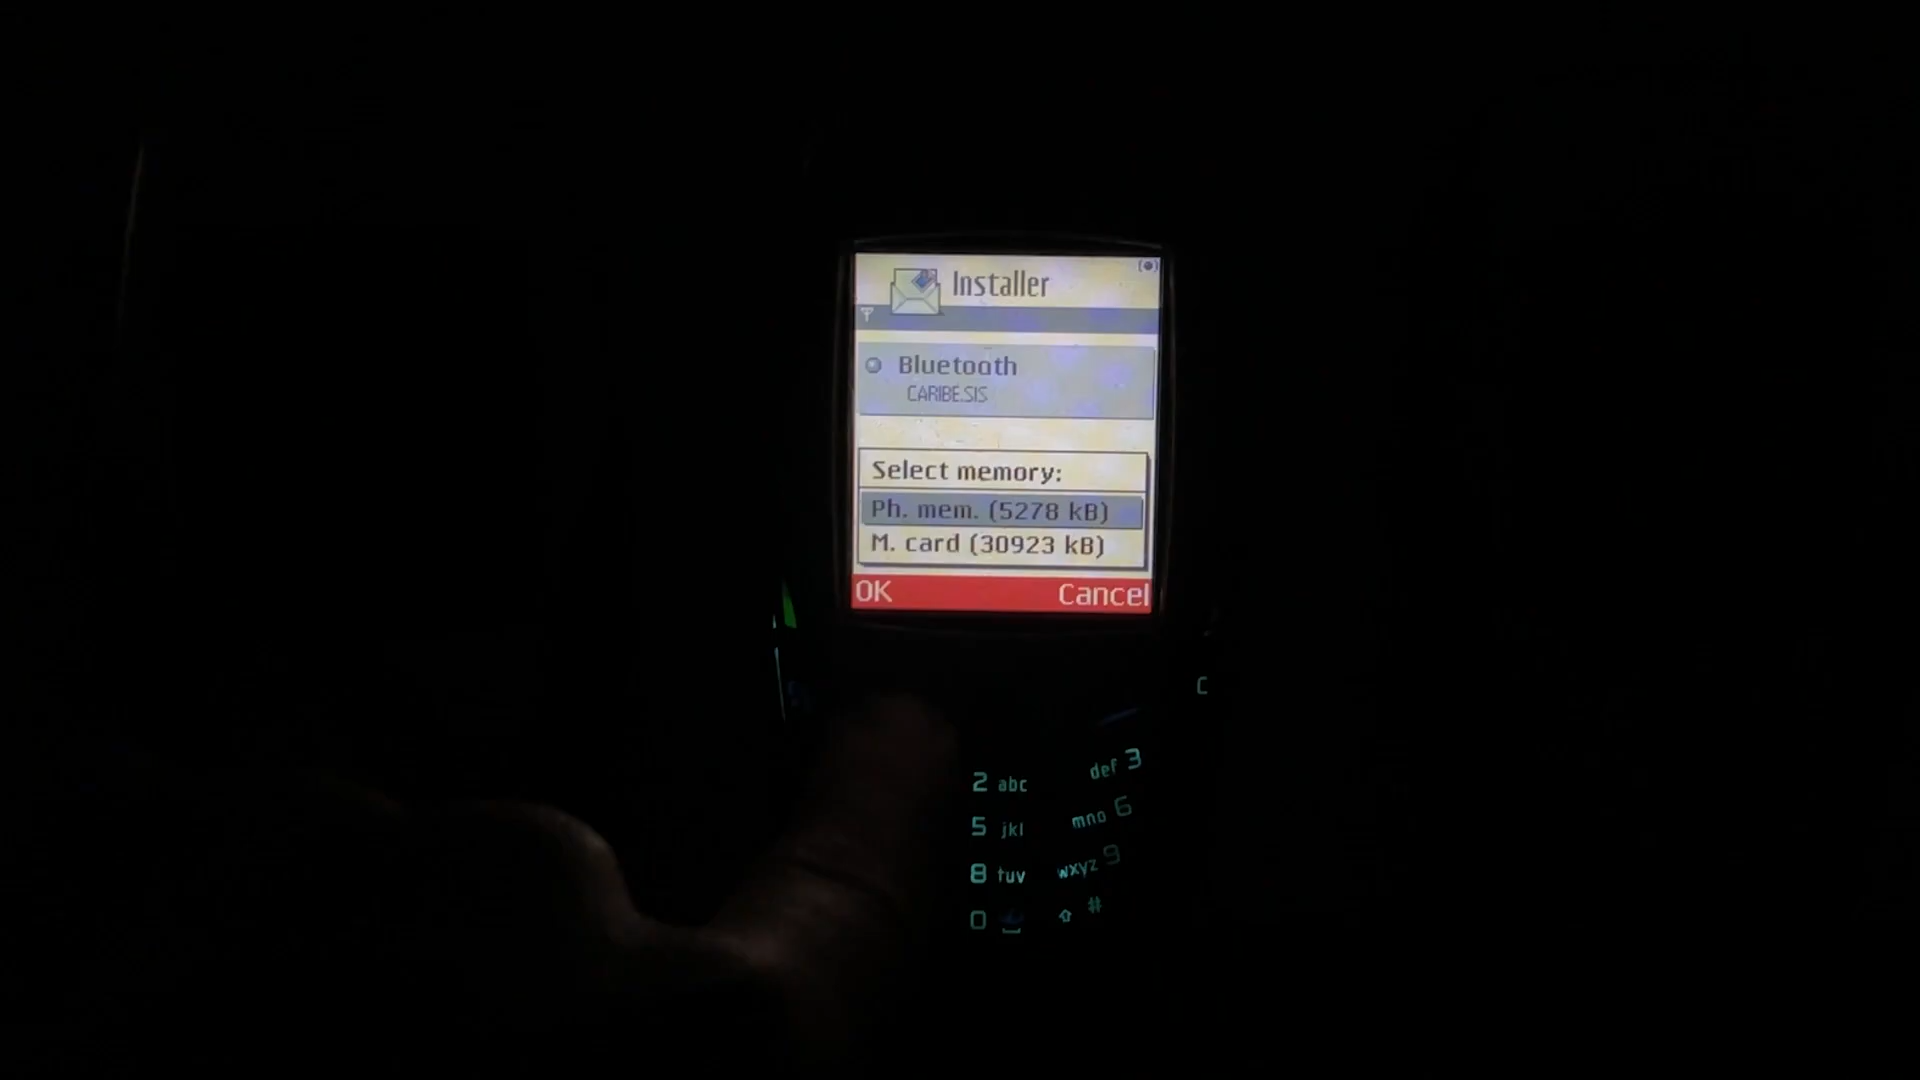 Installer
Bluetooth
CARIBE.SIS
Select memory:
Ph. mem. (5278 kB)
M. card (30923 kB)
OK Cancel
C
2 abc def 3
5 jkl mno 6
8 tuv wxyz 9
0 #